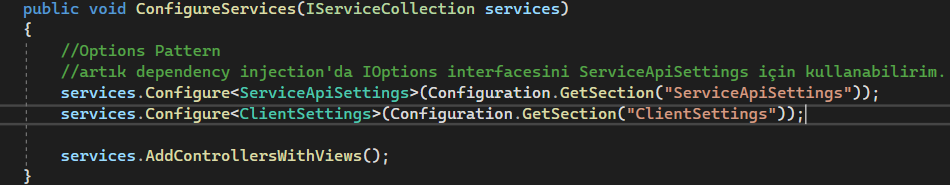 public void ConfigureServices(IServiceCollection services)
{
//Options Pattern
//artık dependency injection'da IOptions interfacesini ServiceApiSettings için kullanabilirim.
services.Configure<ServiceApiSettings>(Configuration.GetSection("ServiceApiSettings"));
services.Configure<ClientSettings>(Configuration.GetSection("ClientSettings"));
services.AddControllersWithViews();
}